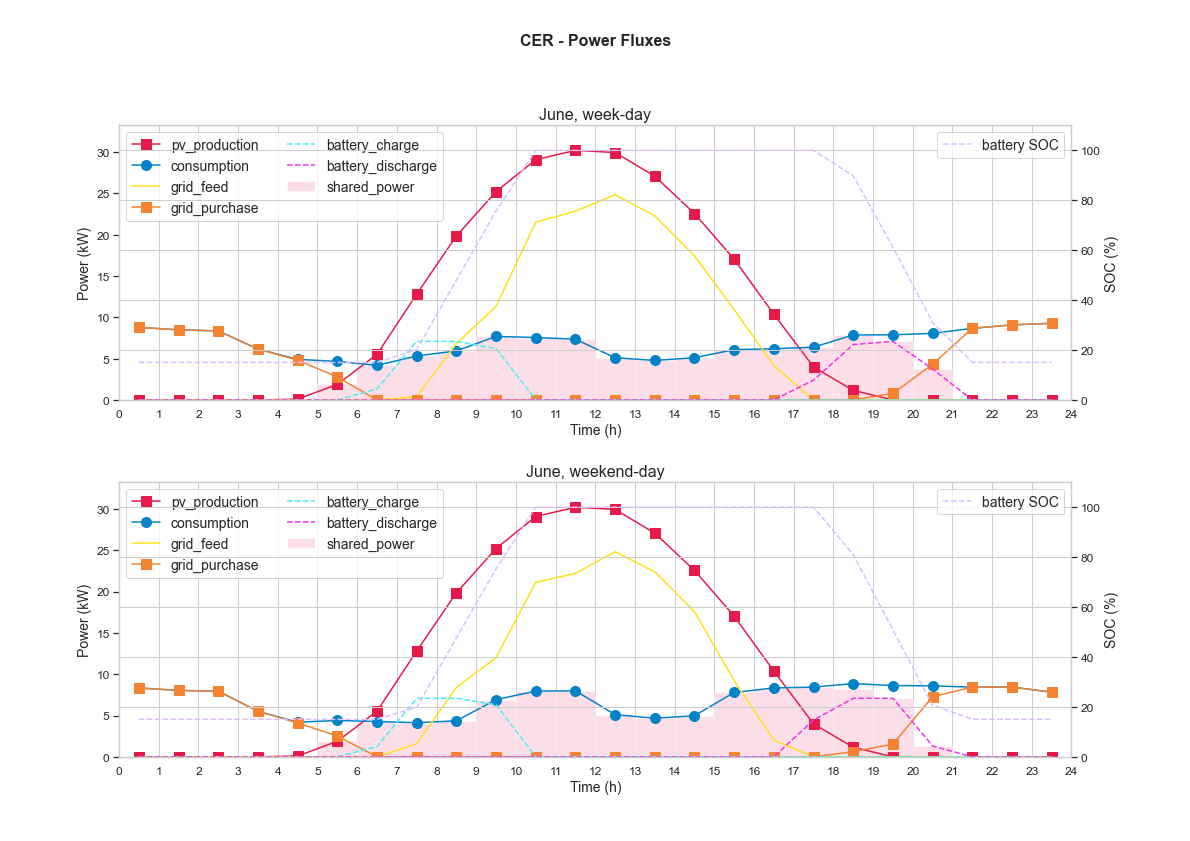 CER - Power Fluxes
June, week-day
pv_production
consumption
grid_feed
grid_purchase
battery_charge
battery_discharge
shared_power
battery SOC
Power (kW)
30
25
20
15
10
5
0
SOC (%)
100
80
60
40
20
0
0 1 2 3 4 5 6 7 8 9 10 11 12 13 14 15 16 17 18 19 20 21 22 23 24
Time (h)
June, weekend-day
pv_production
consumption
grid_feed
grid_purchase
battery_charge
battery_discharge
shared_power
battery SOC
Power (kW)
30
25
20
15
10
5
0
SOC (%)
100
80
60
40
20
0
0 1 2 3 4 5 6 7 8 9 10 11 12 13 14 15 16 17 18 19 20 21 22 23 24
Time (h)